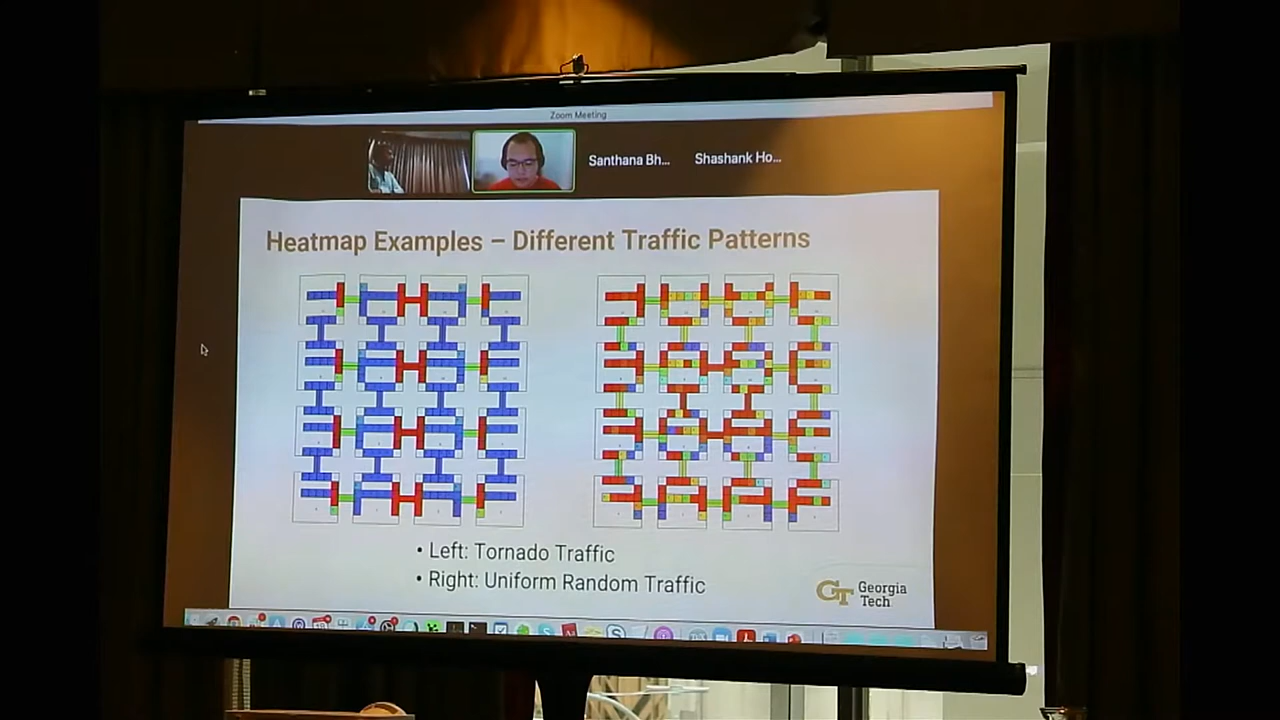 Zoom Meeting
Santhana Bh...
Shashank Ho...
Heatmap Examples – Different Traffic Patterns
• Left: Tornado Traffic
• Right: Uniform Random Traffic
GT Georgia
Tech